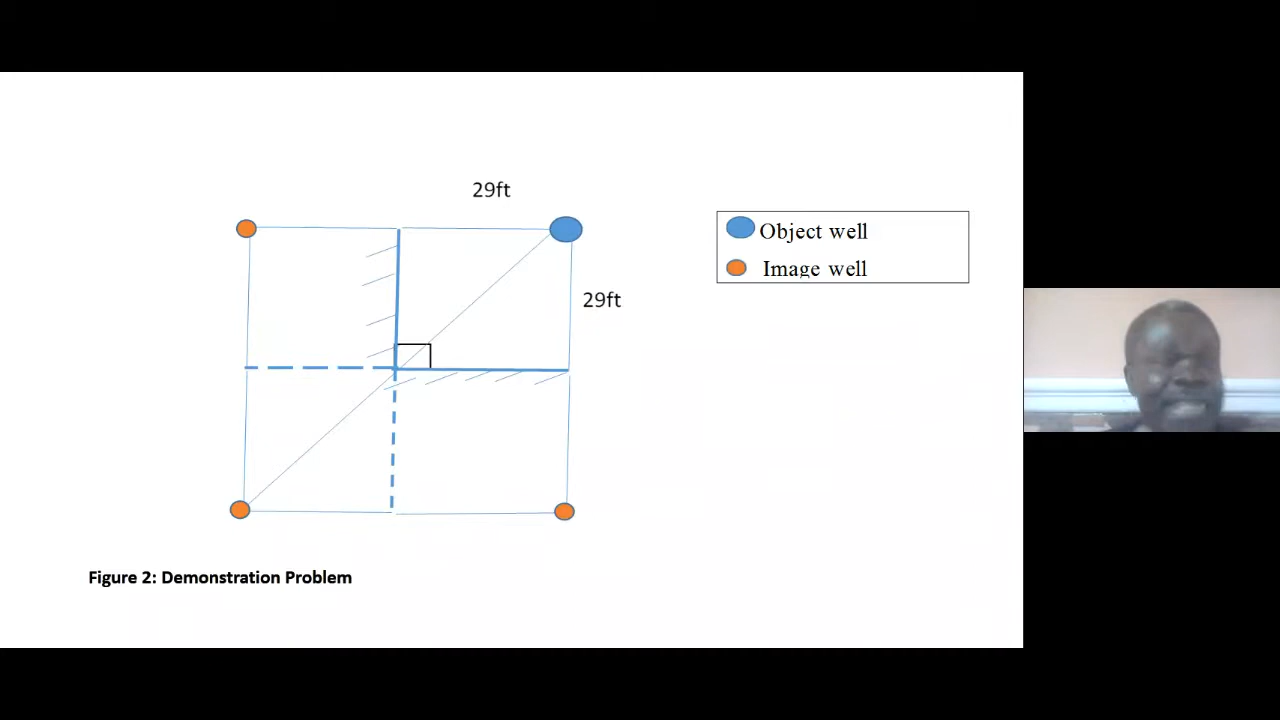 29ft
Object well
Image well
29ft
Figure 2: Demonstration Problem